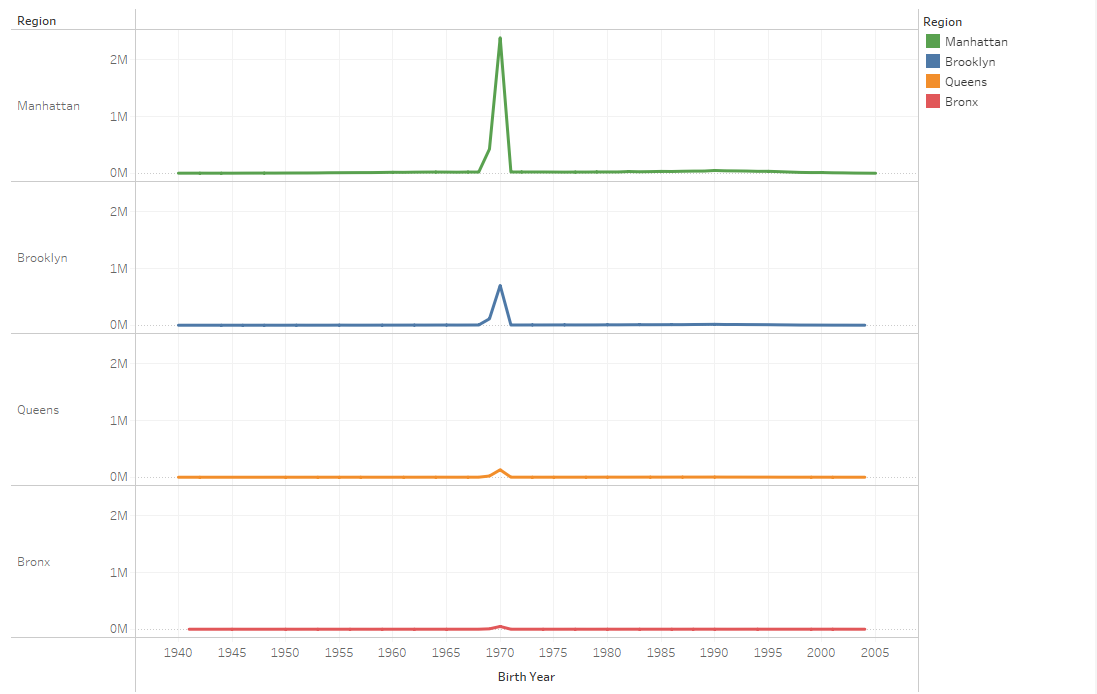 Region
Manhattan
2M
1M
0M
Brooklyn
2M
1M
0M
Queens
2M
1M
0M
Bronx
2M
1M
0M
1940 1945 1950 1955 1960 1965 1970 1975 1980 1985 1990 1995 2000 2005
Birth Year
Region
Manhattan
Brooklyn
Queens
Bronx